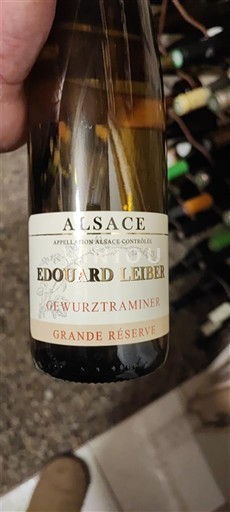 ALSACE
APPELLATION ALSACE CONTRÔLÉE
EDOUARD LEIBER
GEWURZTRAMINER
GRANDE RÉSERVE